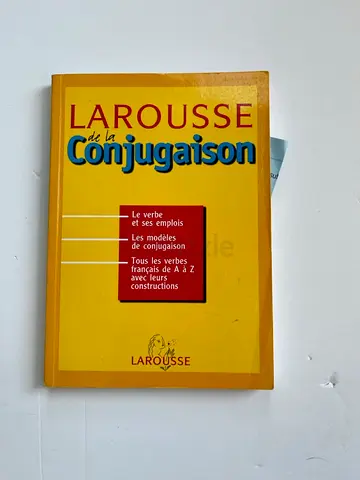 LAROUSSE
de la
Conjugaison
Le verbe
et ses emplois
Les modèles
de conjugaison
Tous les verbes
français de A à Z
avec leurs
constructions
LAROUSSE